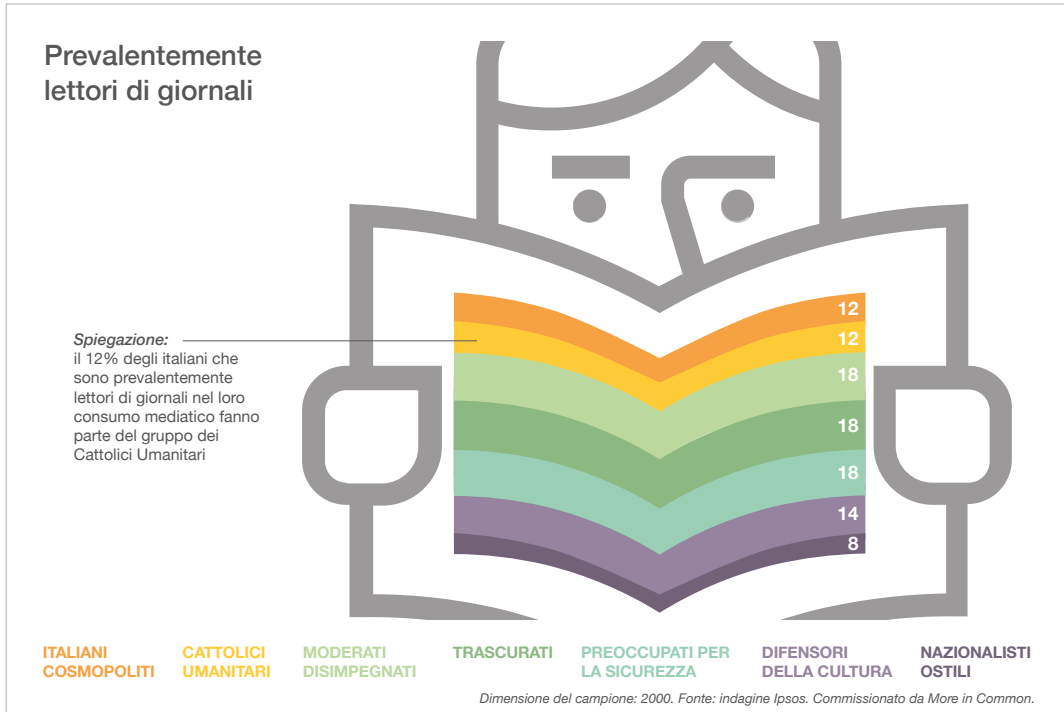 Prevalentemente
lettori di giornali
Spiegazione:
il 12% degli italiani che
sono prevalentemente
lettori di giornali nel loro
consumo mediatico fanno
parte del gruppo dei
Cattolici Umanitari
12
12
18
18
18
14
8
ITALIANI
COSMOPOLITI
CATTOLICI
UMANITARI
MODERATI
DISIMPEGNATI
TRASCURATI
PREOCCUPATI PER
LA SICUREZZA
DIFENSORI
DELLA CULTURA
NAZIONALISTI
OSTILI
Dimensione del campione: 2000. Fonte: indagine Ipsos. Commissionato da More in Common.